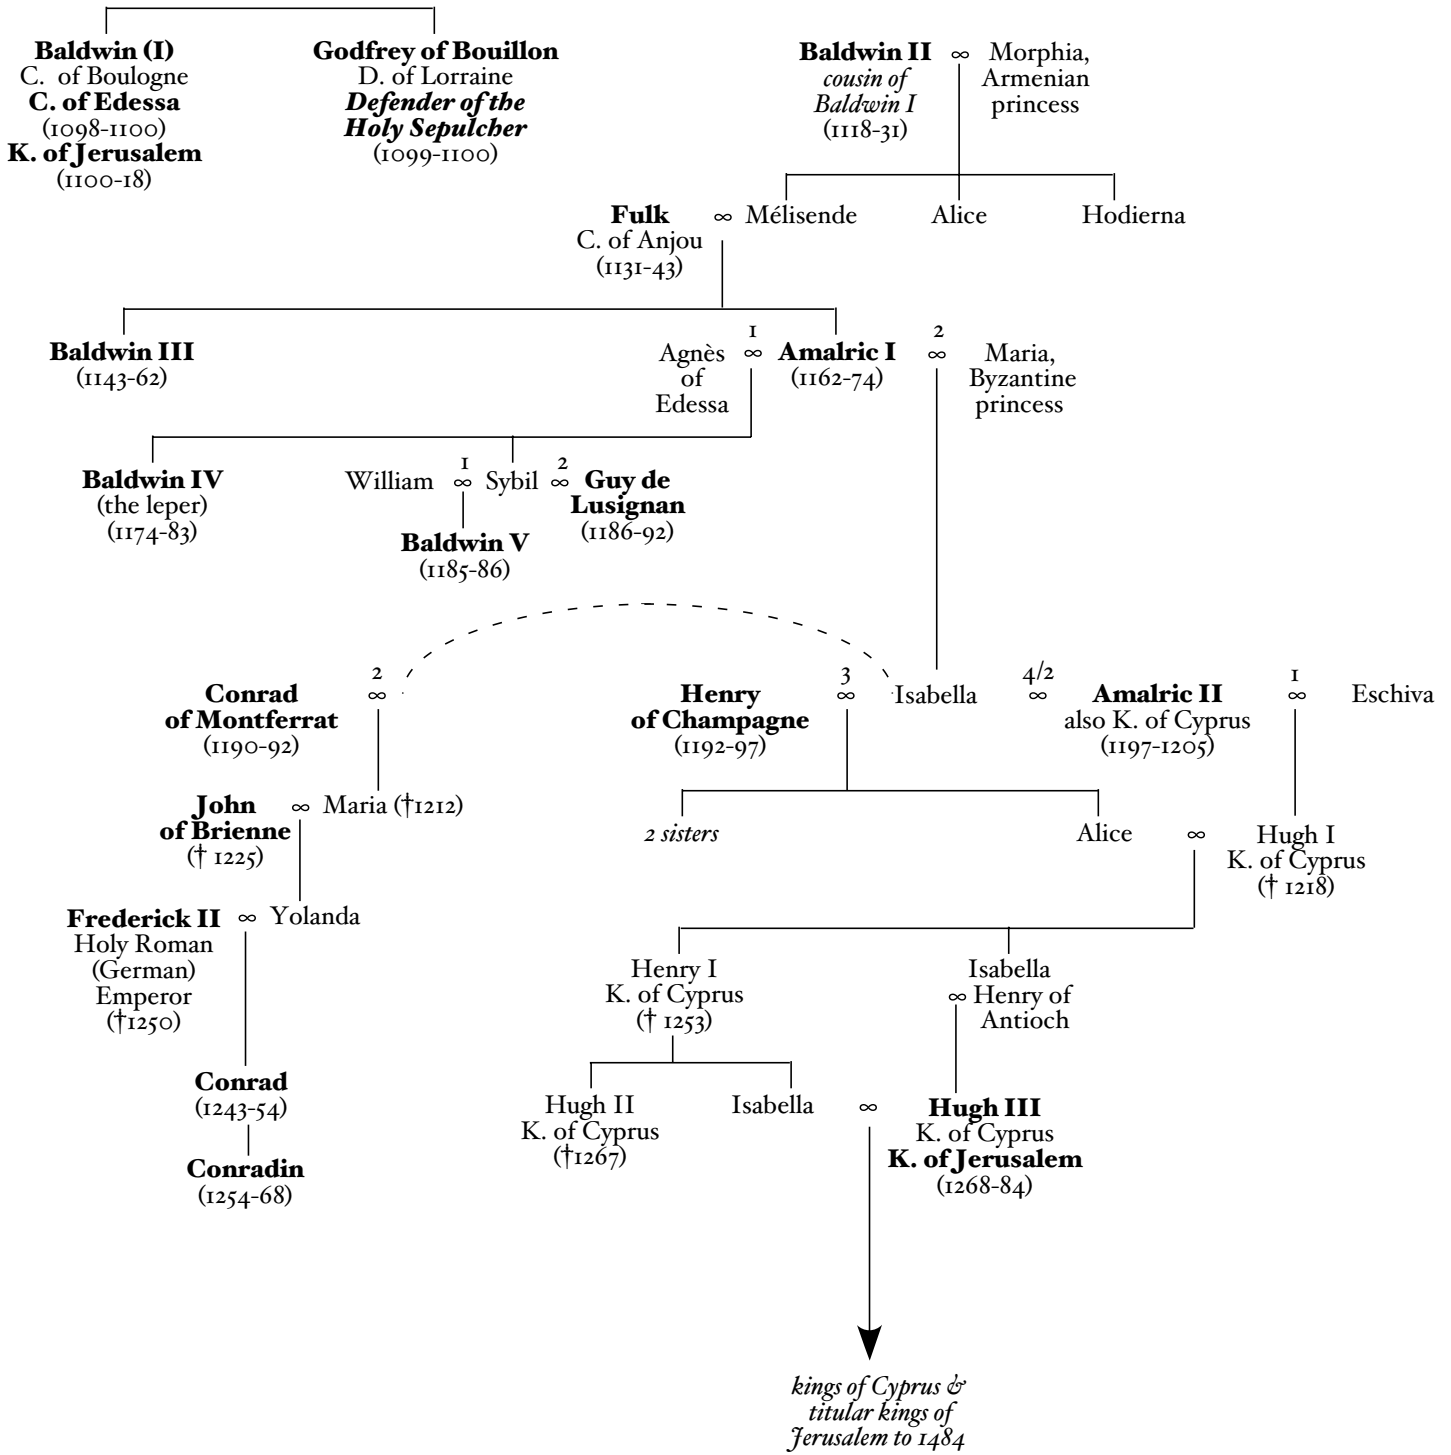 Baldwin (I)
C. of Boulogne
C. of Edessa
(1098-1100)
K. of Jerusalem
(1100-18)
Godfrey of Bouillon
D. of Lorraine
Defender of the
Holy Sepulcher
(1099-1100)
Baldwin II
cousin of
Baldwin I
(1118-31)
∞
Morphia,
Armenian
princess
Fulk
C. of Anjou
(1131-43)
∞
Mélisende
Alice
Hodierna
Baldwin III
(1143-62)
Agnès
of
Edessa
1
∞
Amalric I
(1162-74)
2
∞
Maria,
Byzantine
princess
Baldwin IV
(the leper)
(1174-83)
William
1
∞
Sybil
2
∞
Guy de
Lusignan
(1186-92)
Baldwin V
(1185-86)
Conrad
of Montferrat
(1190-92)
2
∞
Henry
of Champagne
(1192-97)
3
∞
Isabella
4/2
∞
Amalric II
also K. of Cyprus
(1197-1205)
1
∞
Eschiva
John
of Brienne
(† 1225)
∞
Maria (†1212)
2 sisters
Alice
∞
Hugh I
K. of Cyprus
(† 1218)
Frederick II
Holy Roman
(German)
Emperor
(†1250)
∞
Yolanda
Henry I
K. of Cyprus
(† 1253)
Isabella
∞ Henry of
Antioch
Conrad
(1243-54)
Conradin
(1254-68)
Hugh II
K. of Cyprus
(†1267)
Isabella
∞
Hugh III
K. of Cyprus
K. of Jerusalem
(1268-84)
kings of Cyprus &
titular kings of
Jerusalem to 1484